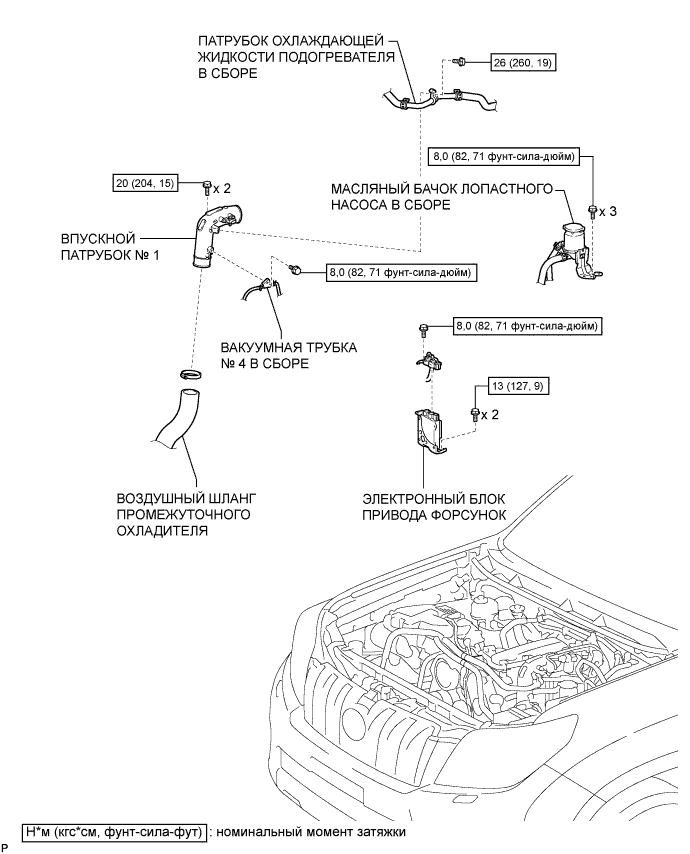 ПАТРУБОК ОХЛАЖДАЮЩЕЙ
ЖИДКОСТИ ПОДОГРЕВАТЕЛЯ
В СБОРЕ
26 (260, 19)
8,0 (82, 71 фунт-сила-дюйм)
20 (204, 15)
x 2
МАСЛЯНЫЙ БАЧОК ЛОПАСТНОГО
НАСОСА В СБОРЕ
x 3
ВПУСКНОЙ
ПАТРУБОК № 1
8,0 (82, 71 фунт-сила-дюйм)
ВАКУУМНАЯ ТРУБКА
№ 4 В СБОРЕ
8,0 (82, 71 фунт-сила-дюйм)
13 (127, 9)
x 2
ВОЗДУШНЫЙ ШЛАНГ
ПРОМЕЖУТОЧНОГО
ОХЛАДИТЕЛЯ
ЭЛЕКТРОННЫЙ БЛОК
ПРИВОДА ФОРСУНОК
Н*м (кгс*см, фунт-сила-фут) : номинальный момент затяжки
P